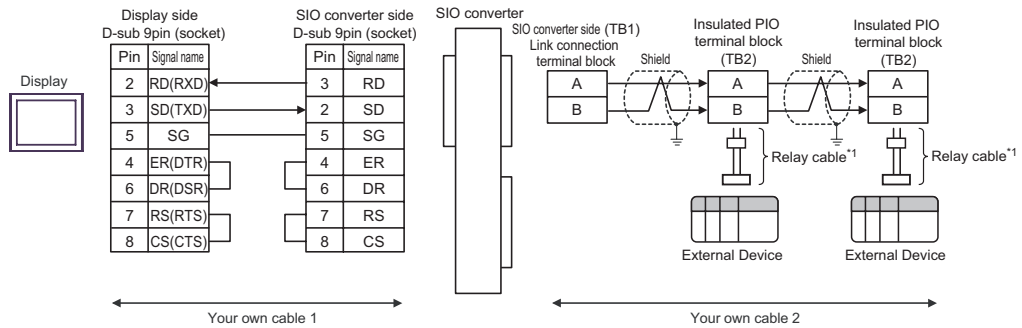 Display
Display side
D-sub 9pin (socket)
Pin Signal name
2 RD(RXD)
3 SD(TXD)
5 SG
4 ER(DTR)
6 DR(DSR)
7 RS(RTS)
8 CS(CTS)
SIO converter side
D-sub 9pin (socket)
Pin Signal name
3 RD
2 SD
5 SG
4 ER
6 DR
7 RS
8 CS
Your own cable 1
SIO converter
SIO converter side (TB1)
Link connection
terminal block
A
B
Shield
Insulated PIO
terminal block
(TB2)
A
B
Relay cable*1
External Device
Shield
Insulated PIO
terminal block
(TB2)
A
B
Relay cable*1
External Device
Your own cable 2